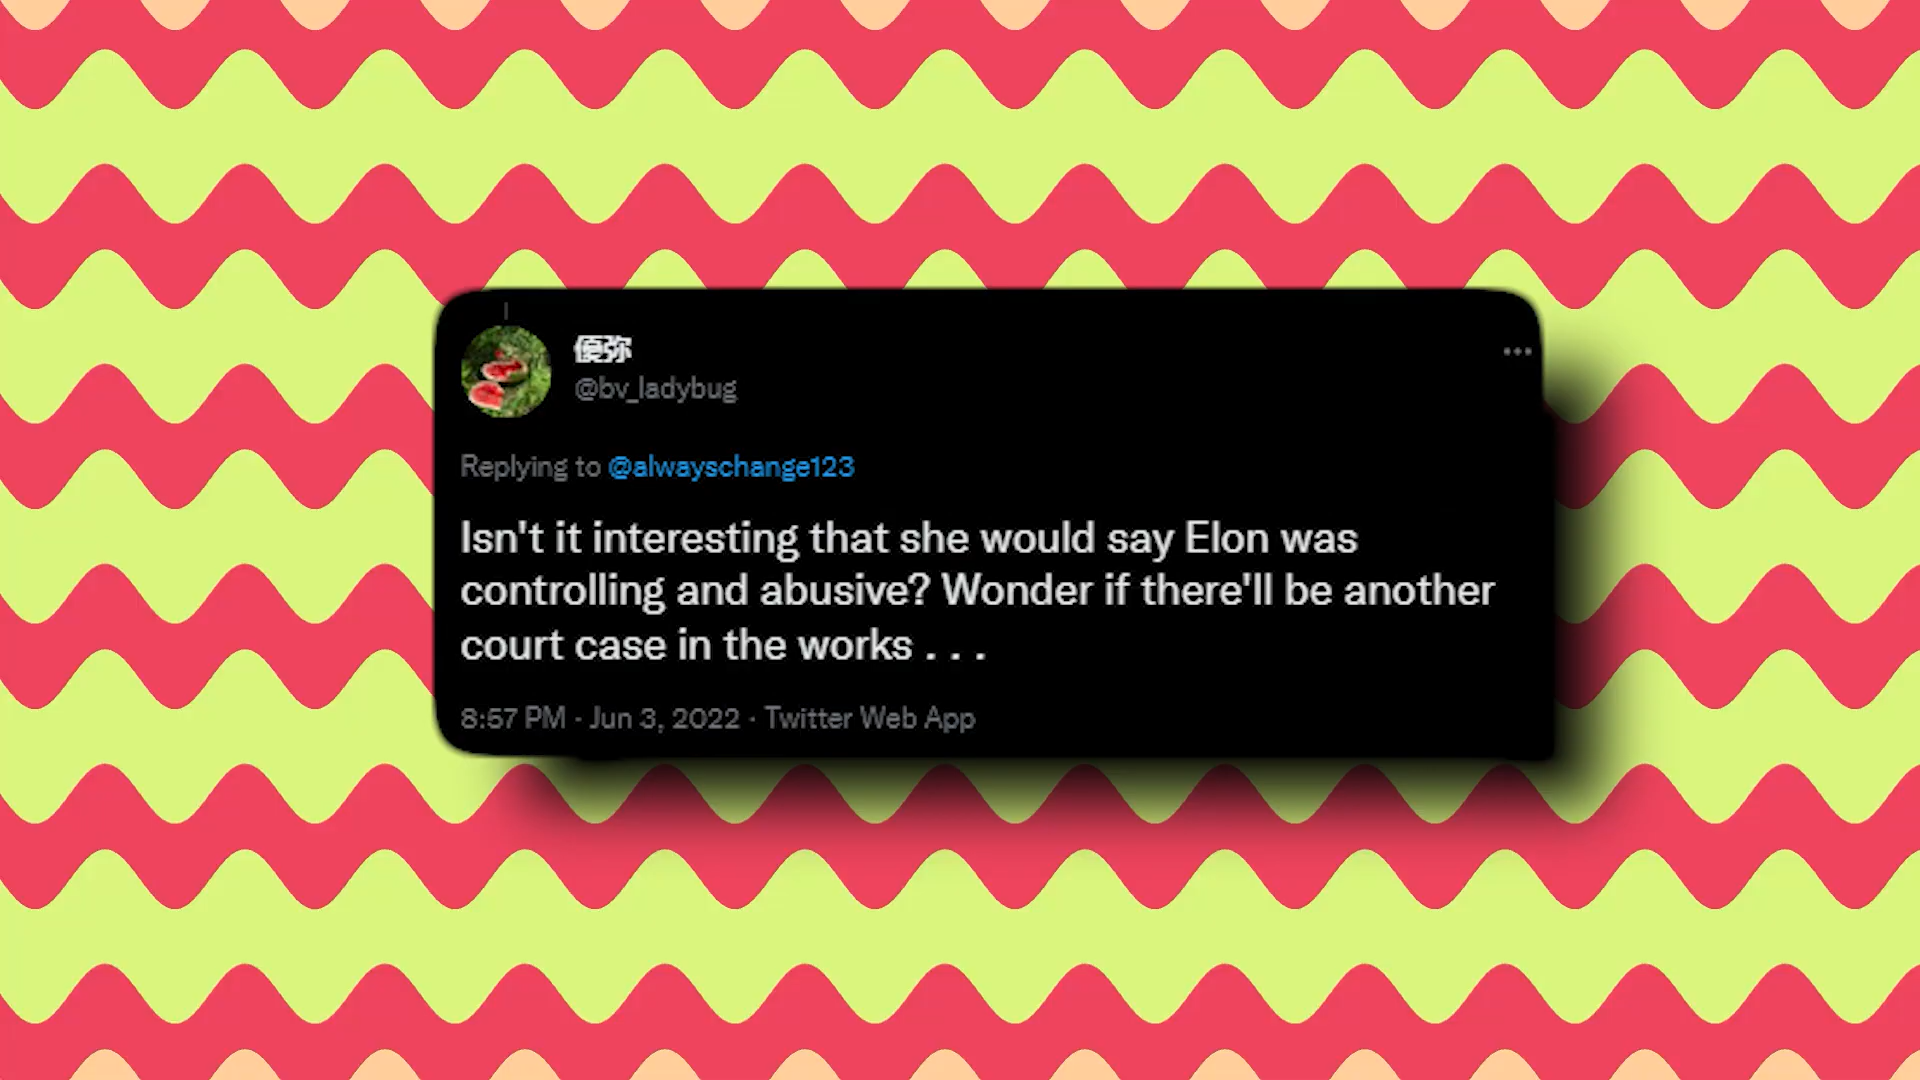 優弥
@bv_ladybug
Replying to @alwayschange123
Isn't it interesting that she would say Elon was
controlling and abusive? Wonder if there'll be another
court case in the works . . .
8:57 PM · Jun 3, 2022 · Twitter Web App